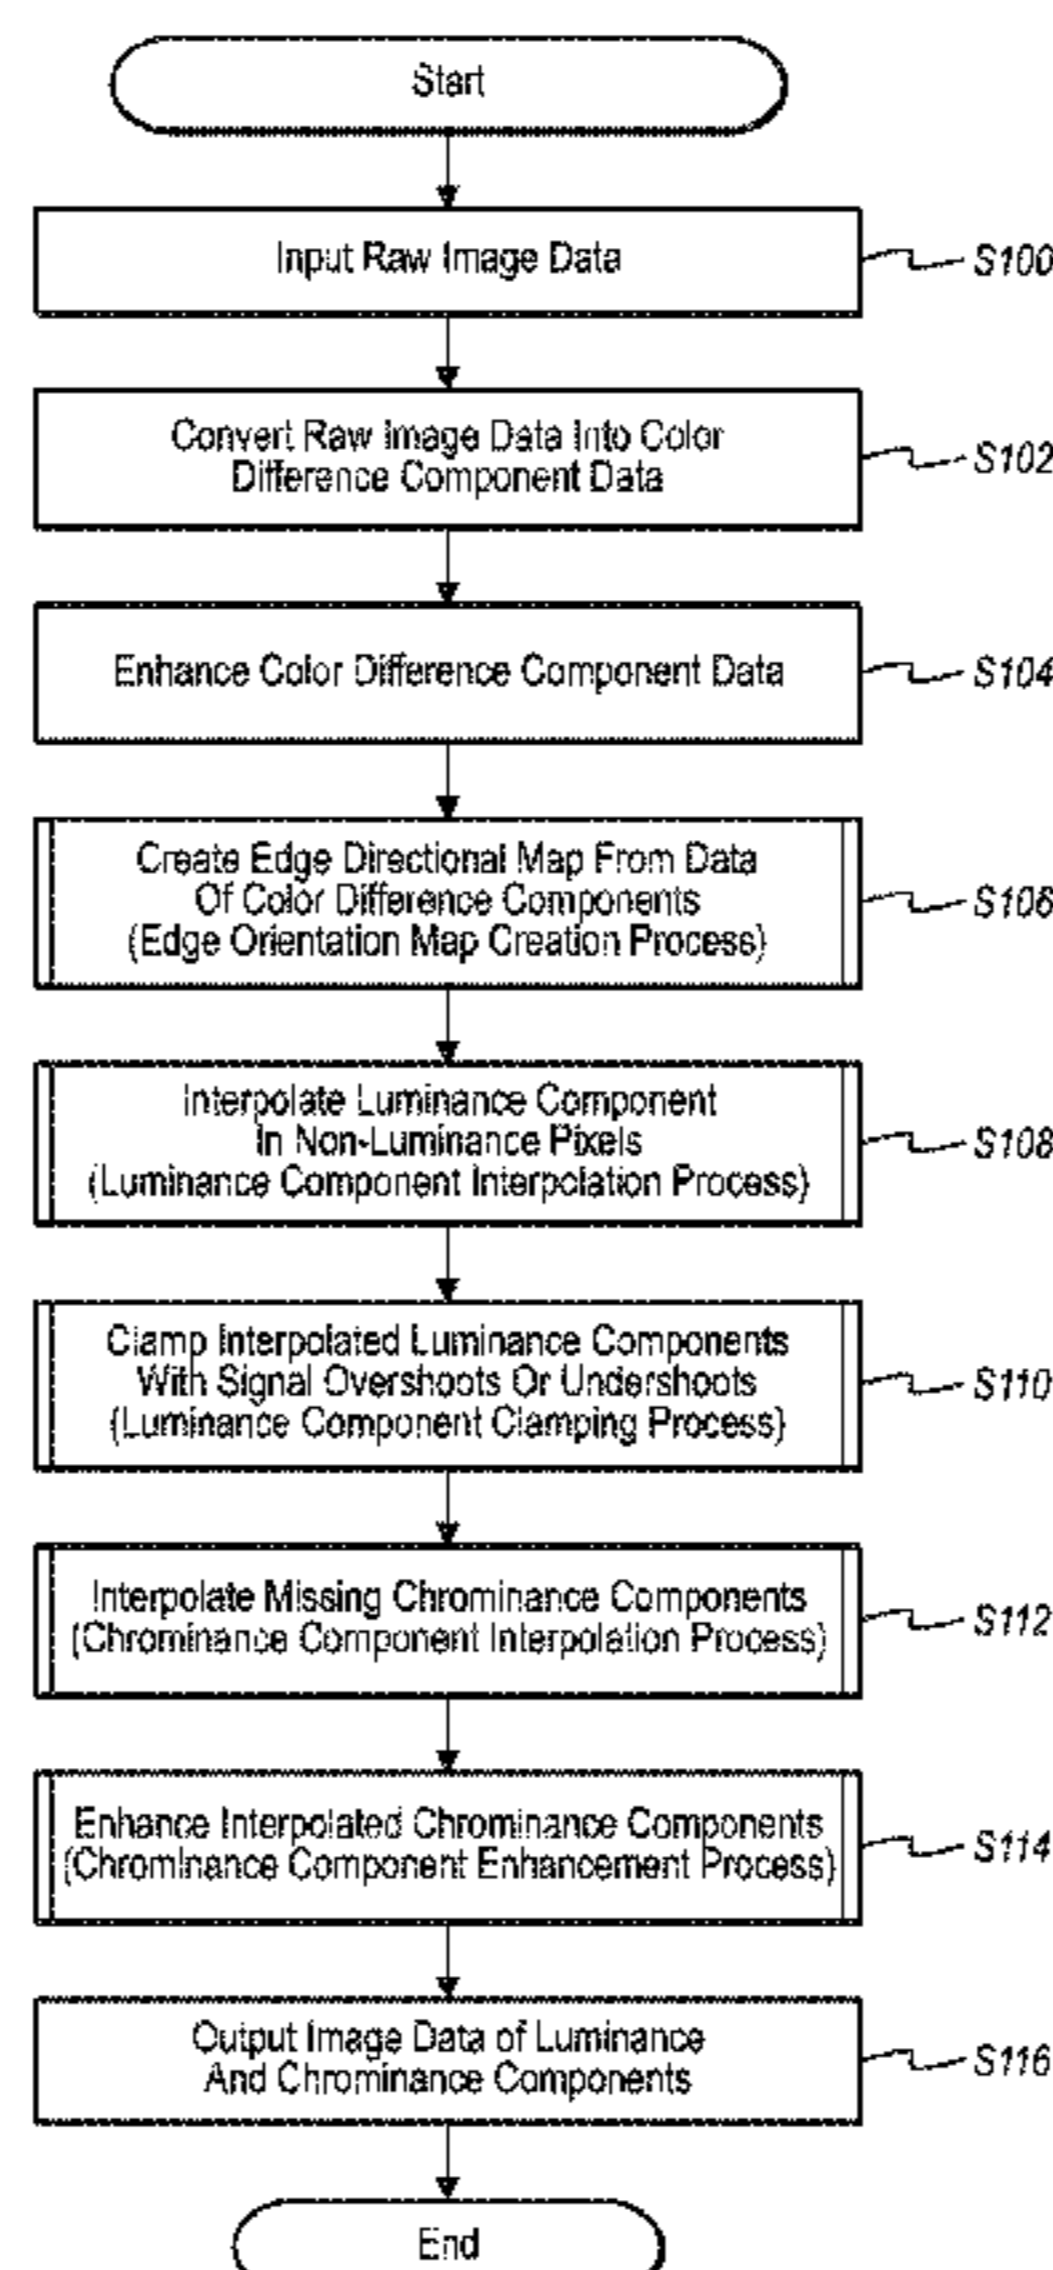 Start
Input Raw Image Data
S100
Convert Raw Image Data Into Color
Difference Component Data
S102
Enhance Color Difference Component Data
S104
Create Edge Directional Map From Data
Of Color Difference Components
(Edge Orientation Map Creation Process)
S106
Interpolate Luminance Component
In Non-Luminance Pixels
(Luminance Component Interpolation Process)
S108
Clamp Interpolated Luminance Components
With Signal Overshoots Or Undershoots
(Luminance Component Clamping Process)
S110
Interpolate Missing Chrominance Components
(Chrominance Component Interpolation Process)
S112
Enhance Interpolated Chrominance Components
(Chrominance Component Enhancement Process)
S114
Output Image Data of Luminance
And Chrominance Components
S116
End